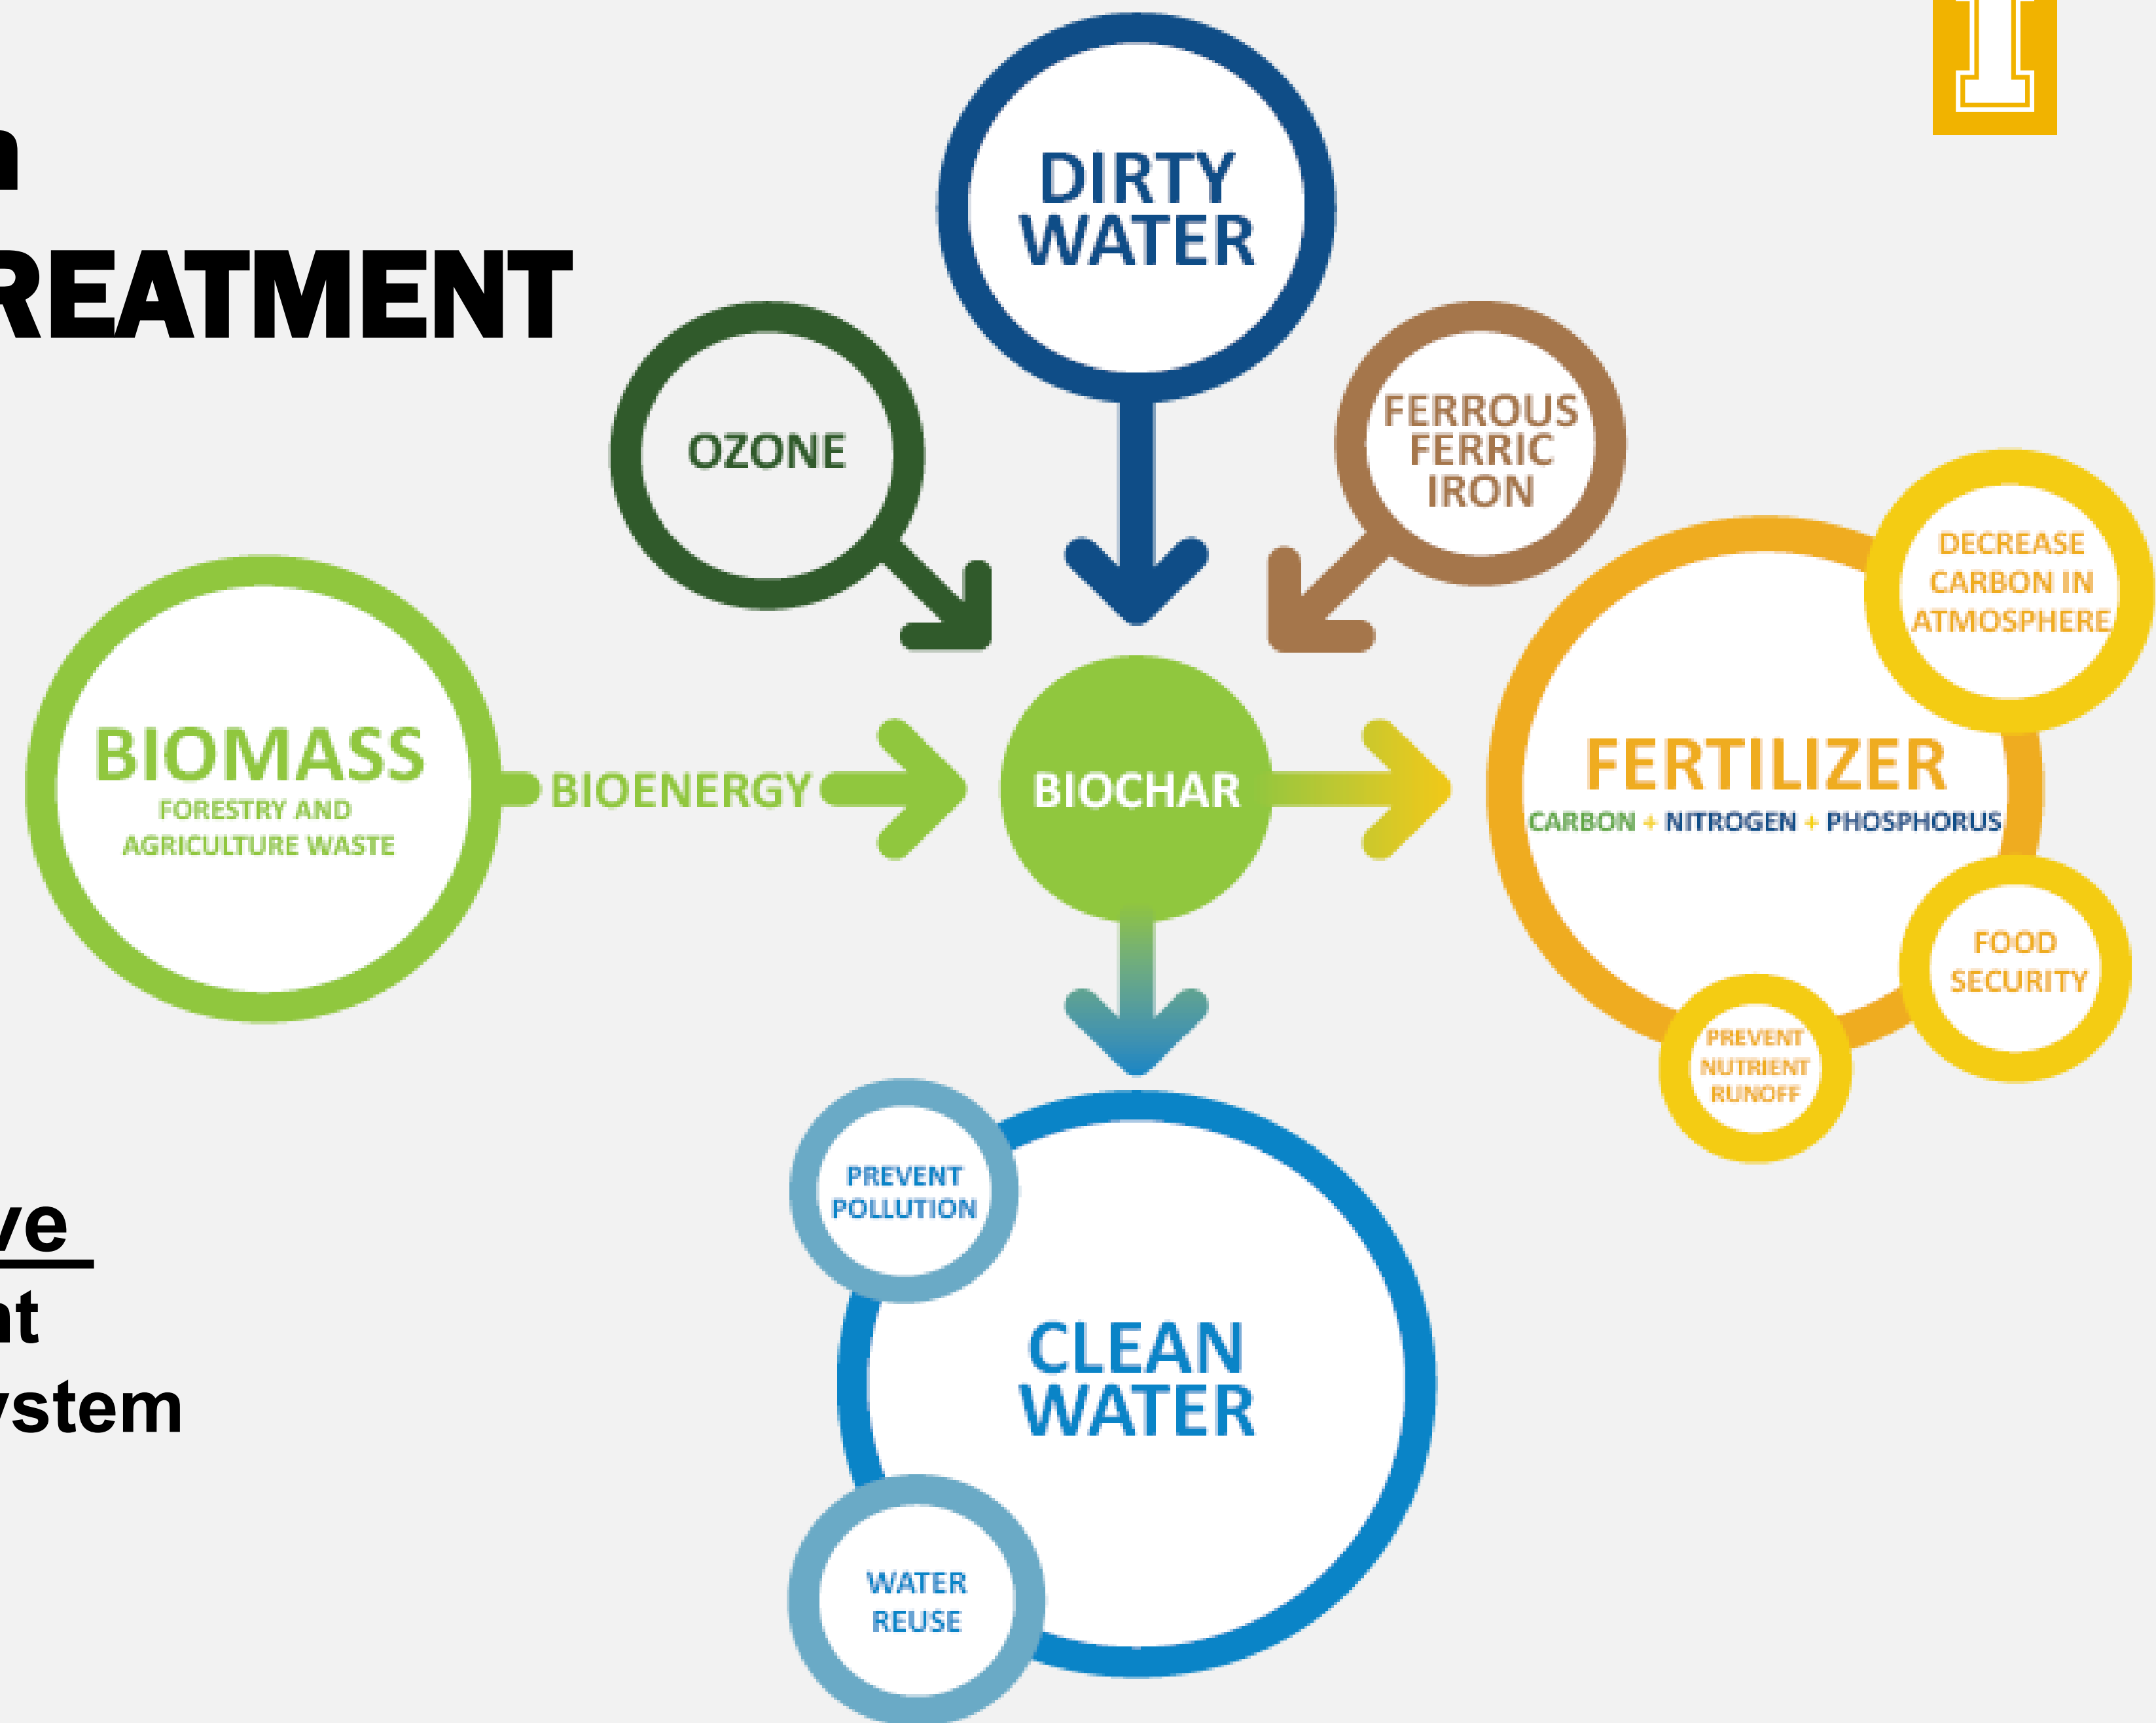 REATMENT
DIRTY
WATER
OZONE
FERROUS
FERRIC
IRON
BIOMASS
FORESTRY AND
AGRICULTURE WASTE
BIOENERGY
BIOCHAR
FERTILIZER
CARBON + NITROGEN + PHOSPHORUS
DECREASE
CARBON IN
ATMOSPHERE
FOOD
SECURITY
PREVENT
NUTRIENT
RUNOFF
PREVENT
POLLUTION
CLEAN
WATER
WATER
REUSE
ve
nt
ystem
I